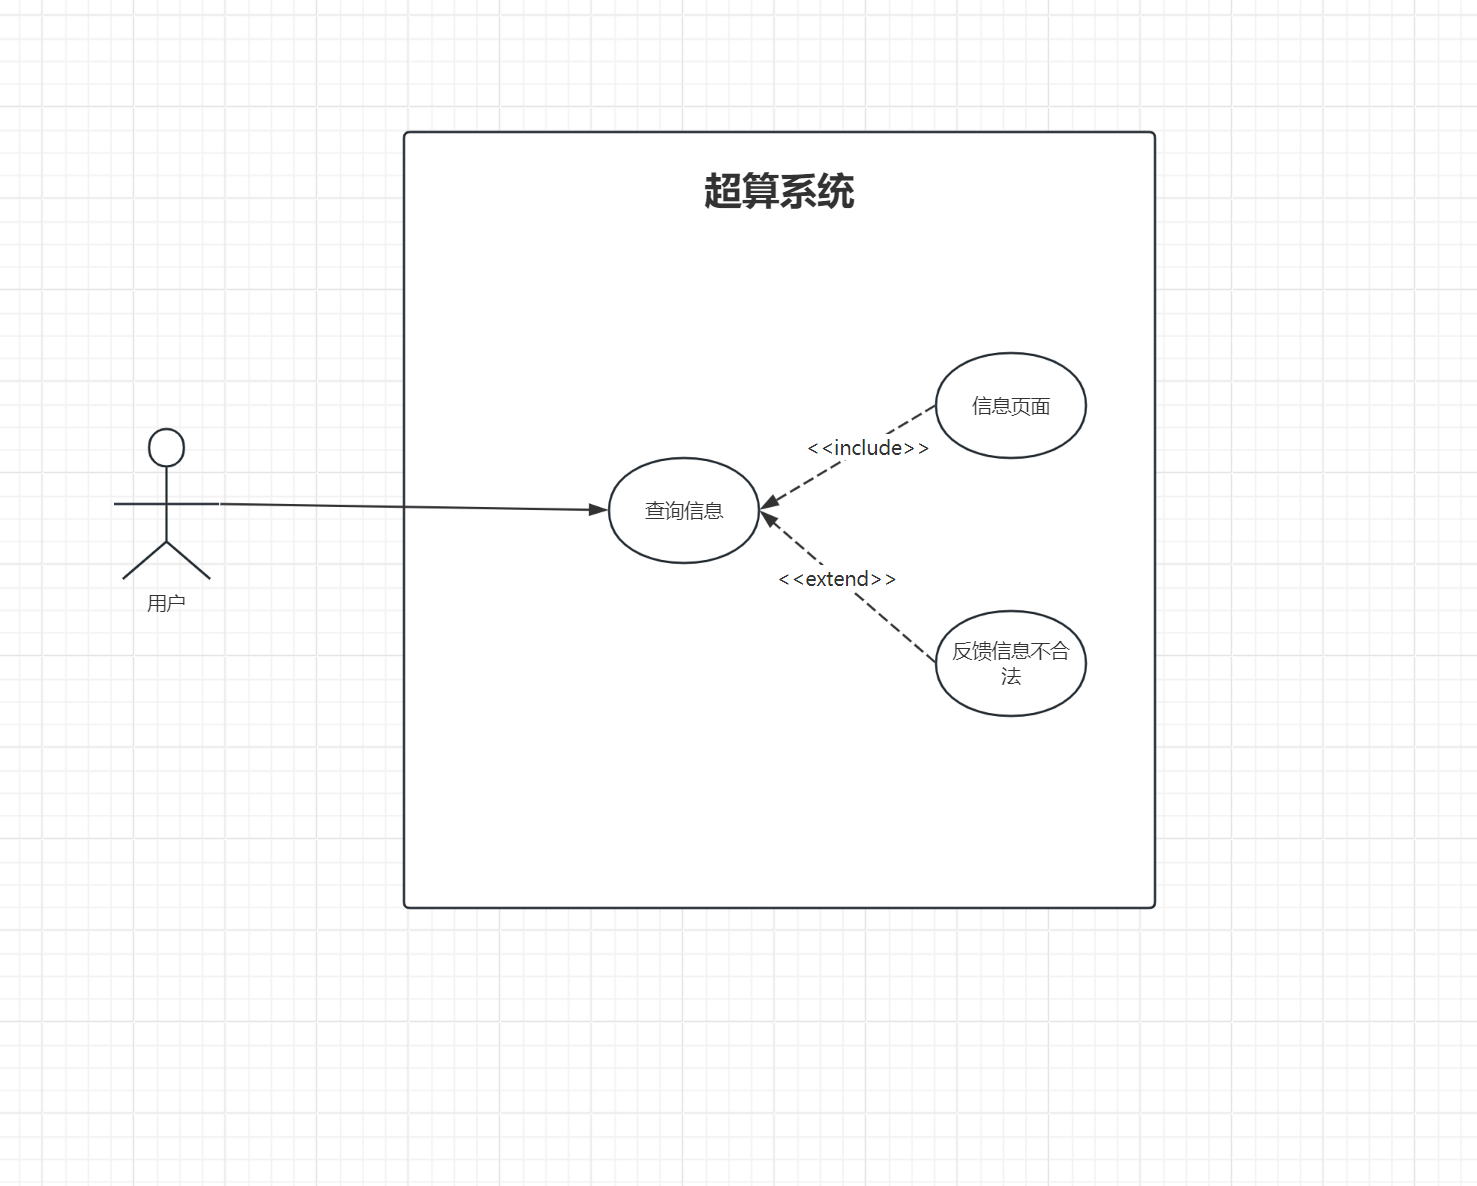 超算系统
信息页面
<<include>>
查询信息
<<extend>>
用户
反馈信息不合
法